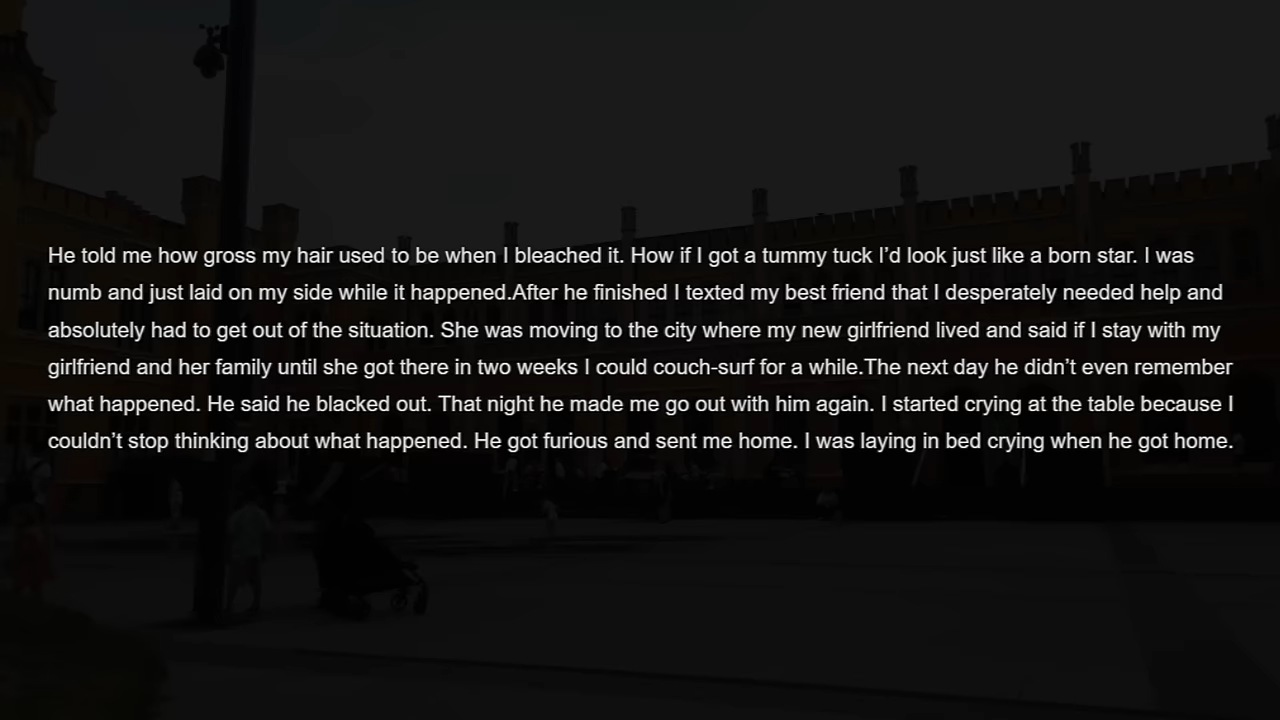 He told me how gross my hair used to be when I bleached it. How if I got a tummy tuck I’d look just like a born star. I was
numb and just laid on my side while it happened.After he finished I texted my best friend that I desperately needed help and
absolutely had to get out of the situation. She was moving to the city where my new girlfriend lived and said if I stay with my
girlfriend and her family until she got there in two weeks I could couch-surf for a while.The next day he didn’t even remember
what happened. He said he blacked out. That night he made me go out with him again. I started crying at the table because I
couldn’t stop thinking about what happened. He got furious and sent me home. I was laying in bed crying when he got home.